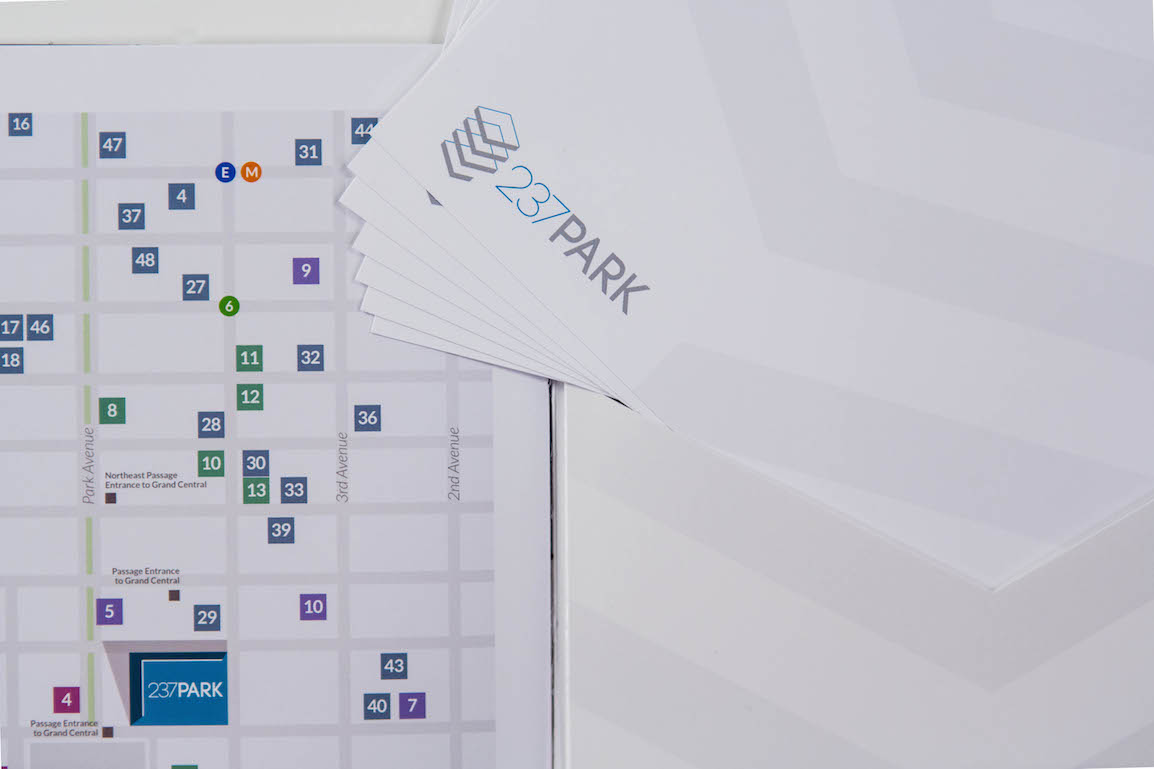 16
47
31
44
E
M
4
37
48
27
9
6
17
46
18
11
32
12
8
28
36
10
30
13
33
Park Avenue
3rd Avenue
2nd Avenue
Northeast Passage
Entrance to Grand Central
39
Passage Entrance
to Grand Central
5
29
10
43
237PARK
4
40
7
Passage Entrance
to Grand Central
237PARK